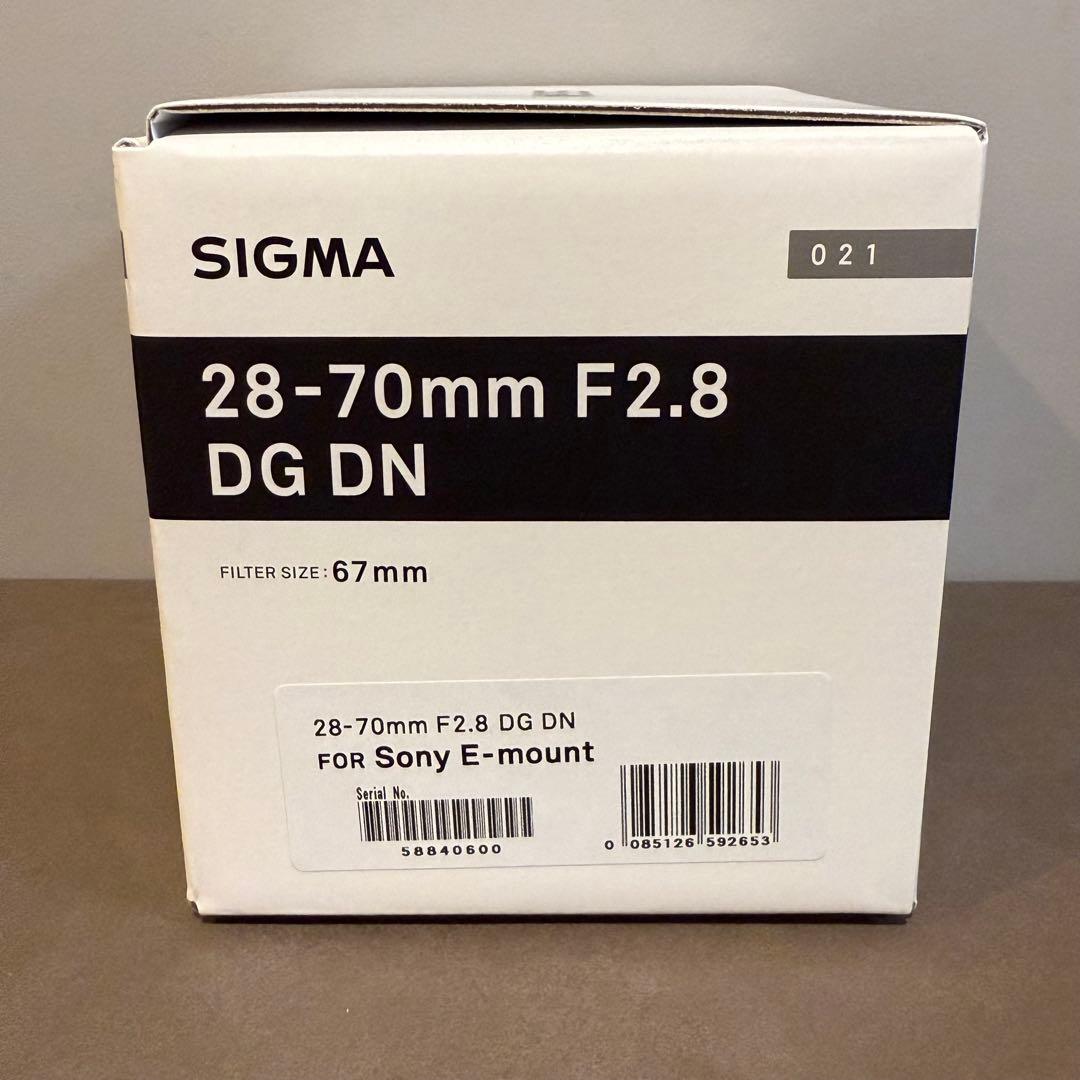 SIGMA
021
28-70mm F2.8
DG DN
FILTER SIZE: 67mm
28-70mm F2.8 DG DN
FOR Sony E-mount
Serial No.
58840600
0 085126 592653